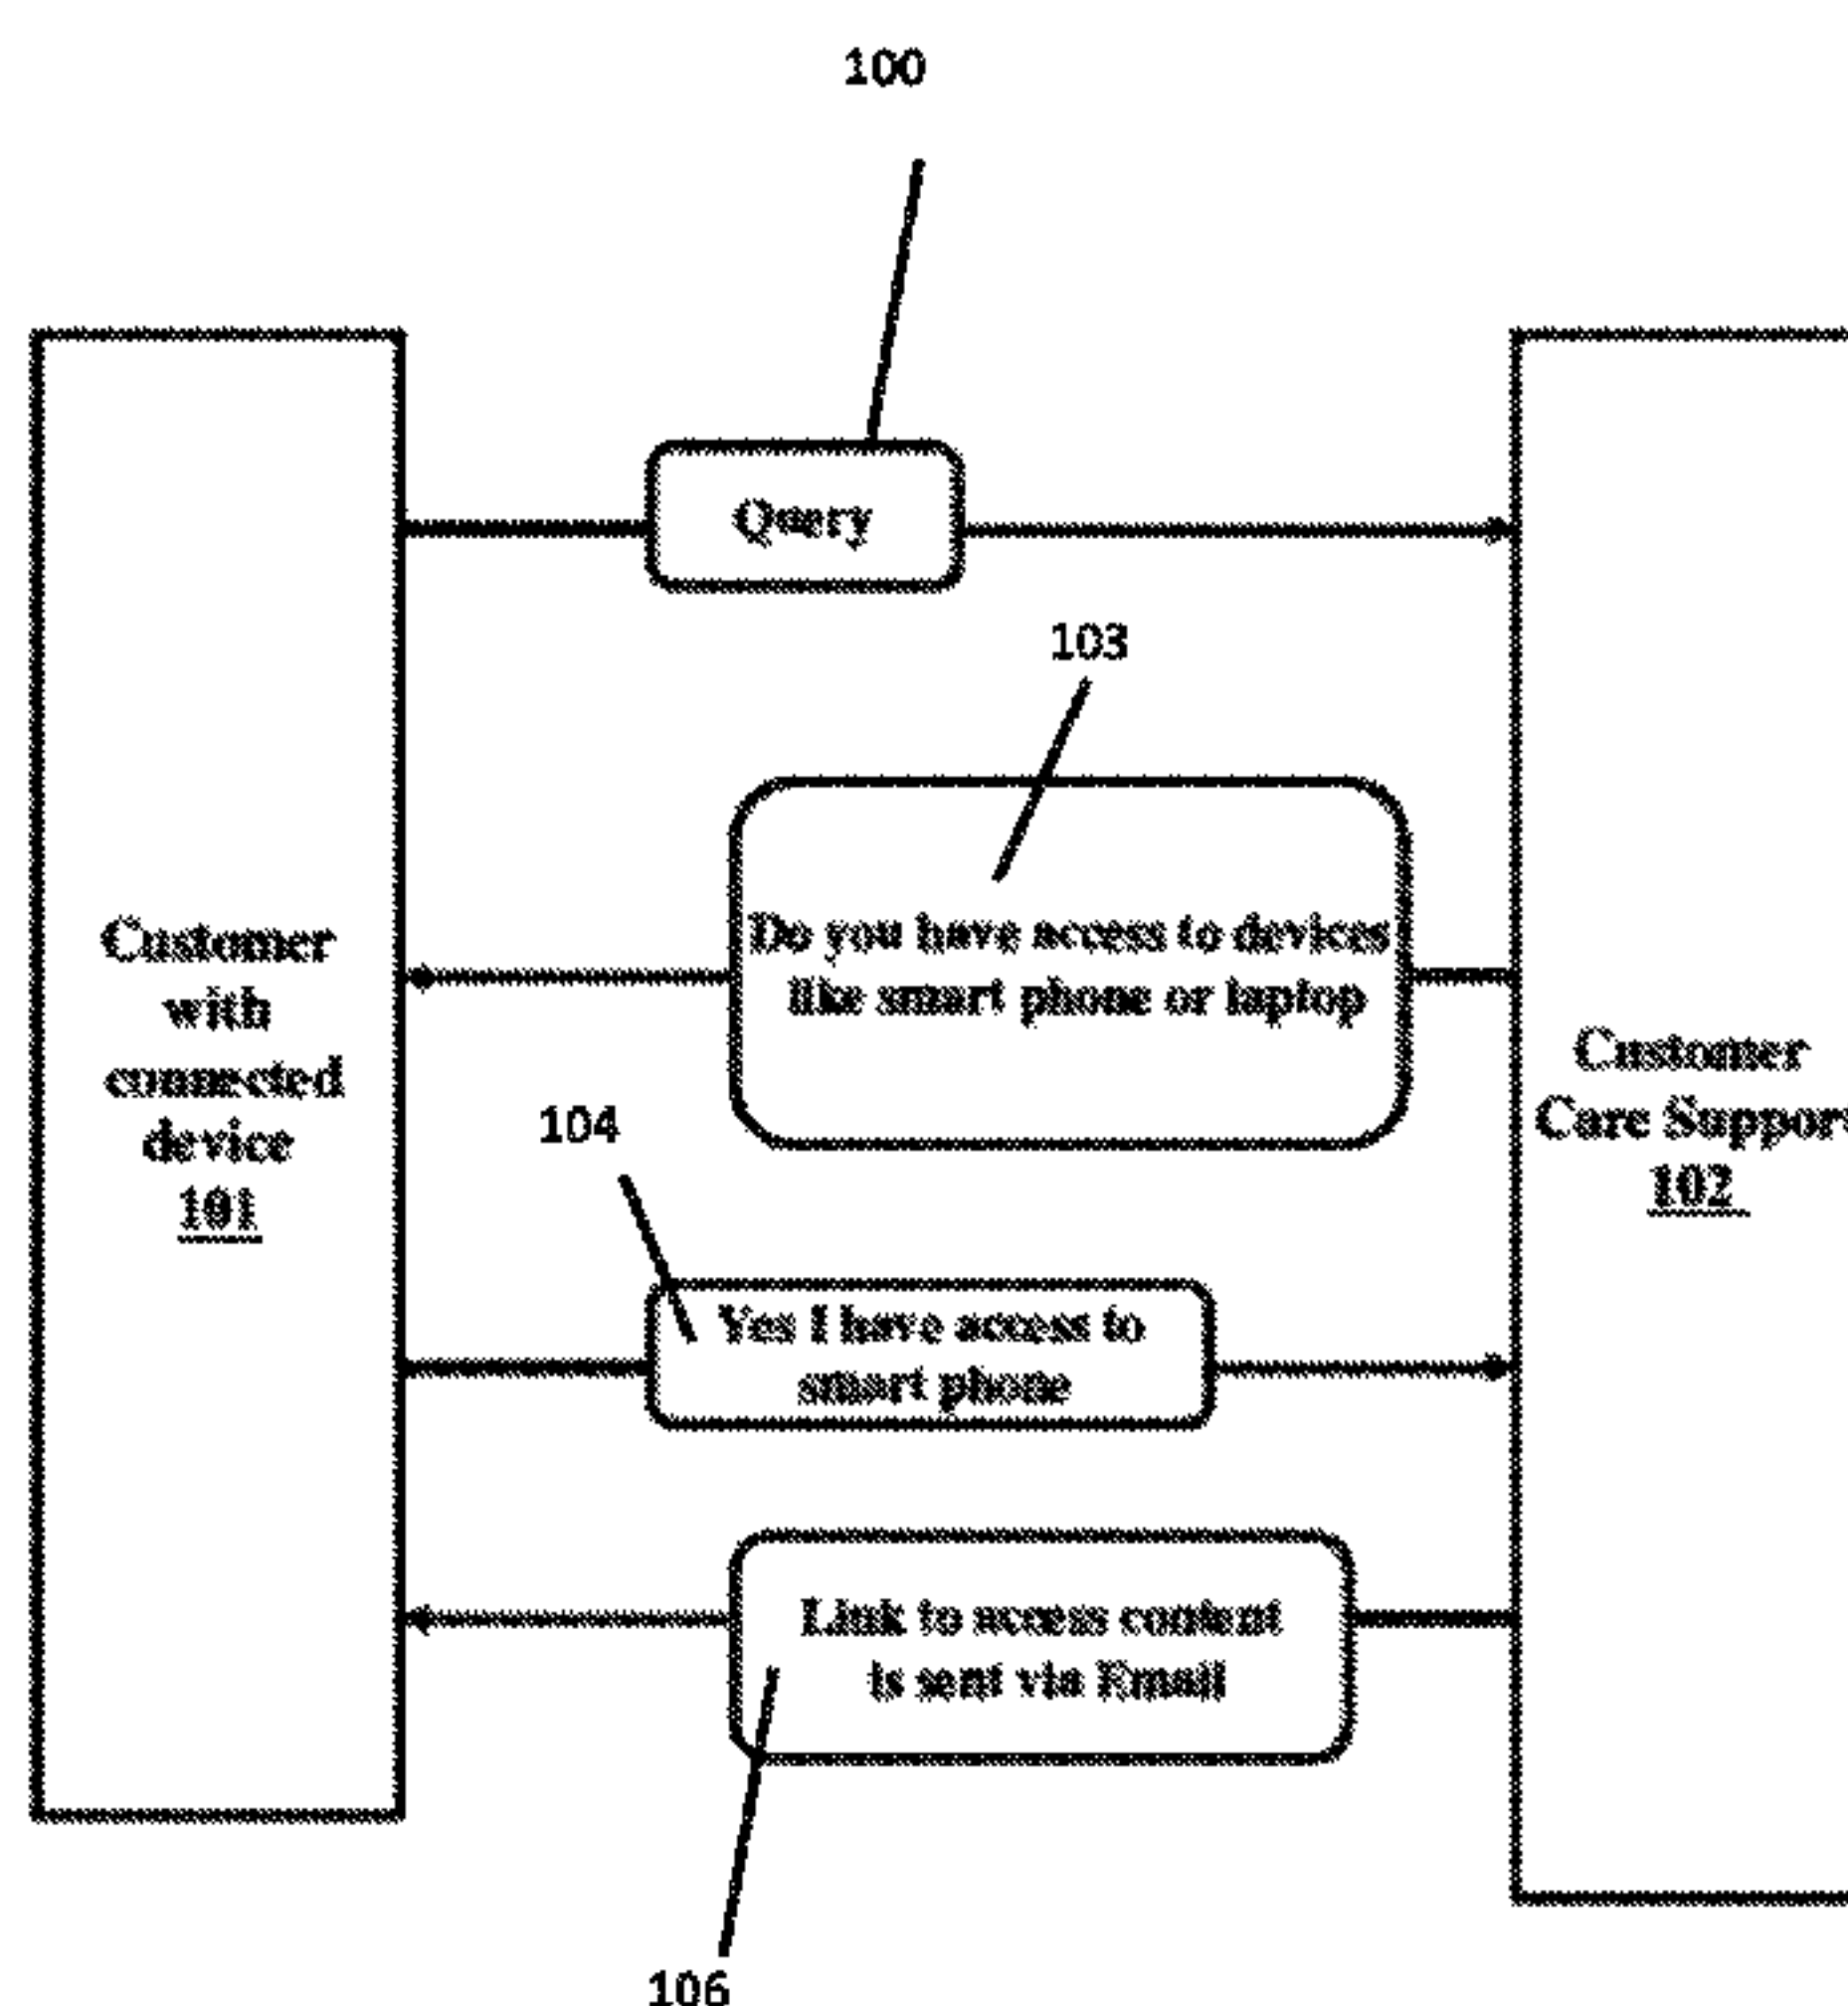 100
Query
103
Do you have access to devices
like smart phone or laptop
Customer
with
connected
device
101
104
Customer
Care Support
102
Yes I have access to
smart phone
Link to access content
is sent via Email
106